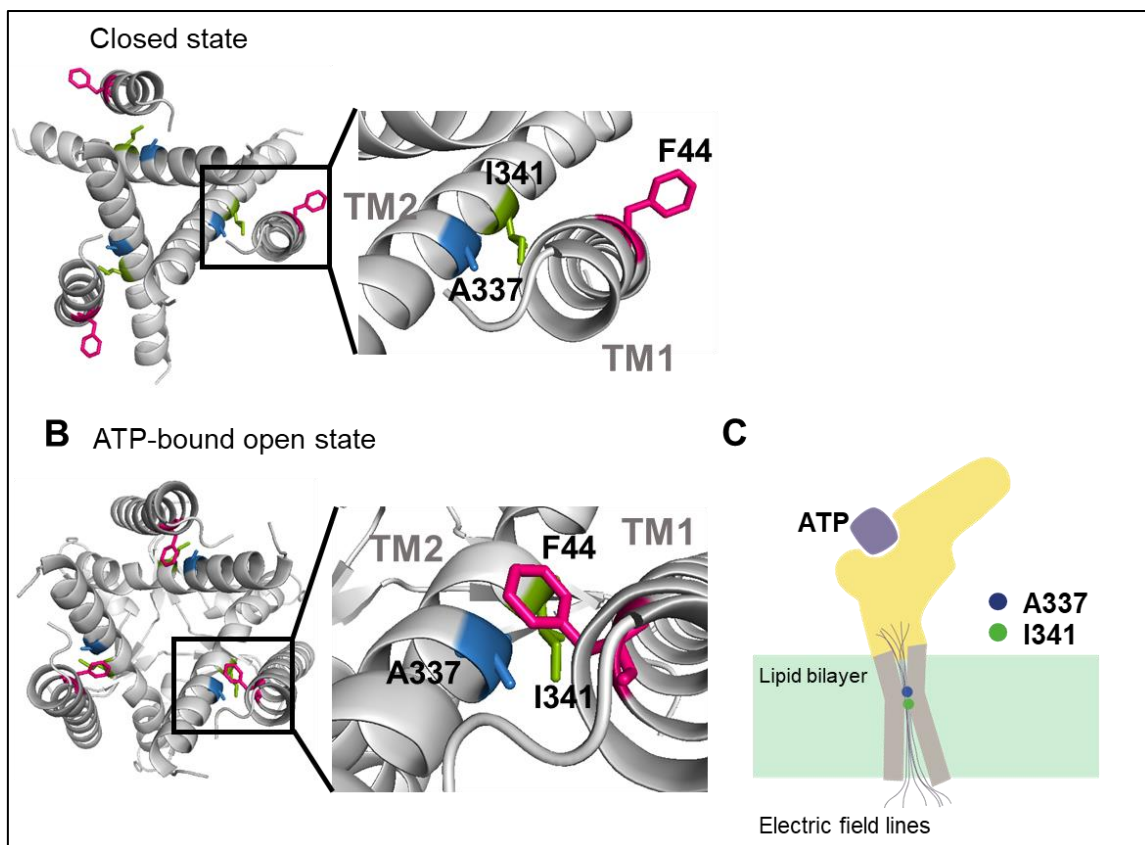 Closed state
F44
I341
TM2
A337
TM1
B ATP-bound open state
C
TM2
F44
TM1
A337
I341
ATP
A337
I341
Lipid bilayer
Electric field lines